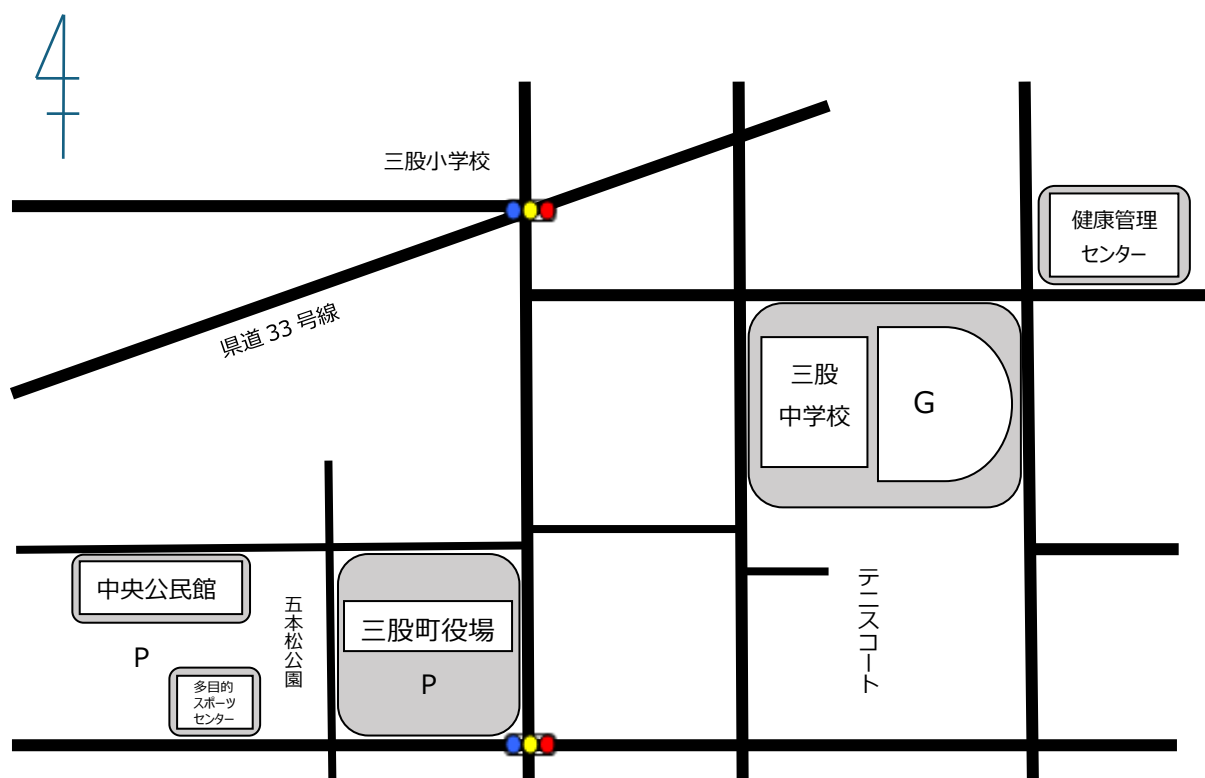 三股小学校
健康管理
センター
県道 33 号線
三股
中学校
G
中央公民館
P
多目的
スポーツ
センター
五本松公園
三股町役場
P
テニスコート